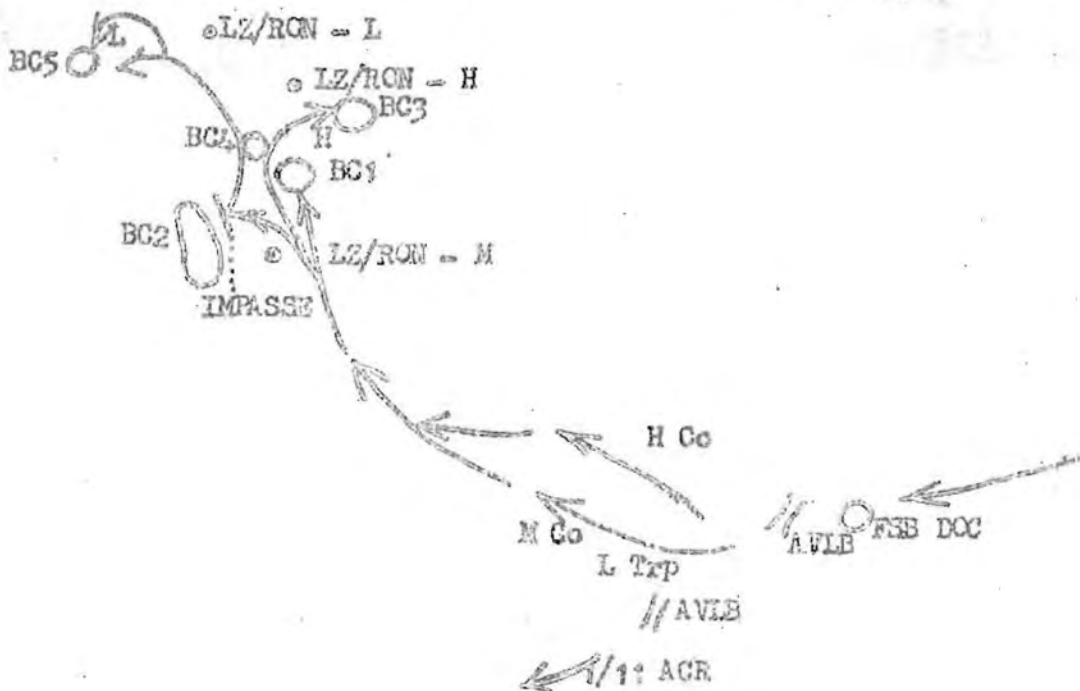 LZ/RON - L
L
BC5
LZ/RON - H
BC3
BC4
H
BC1
BC2
LZ/RON - M
IMPASSE
H Co
M Co
AVLB
FSB DOC
L Trp
//AVLB
1/11 ACR